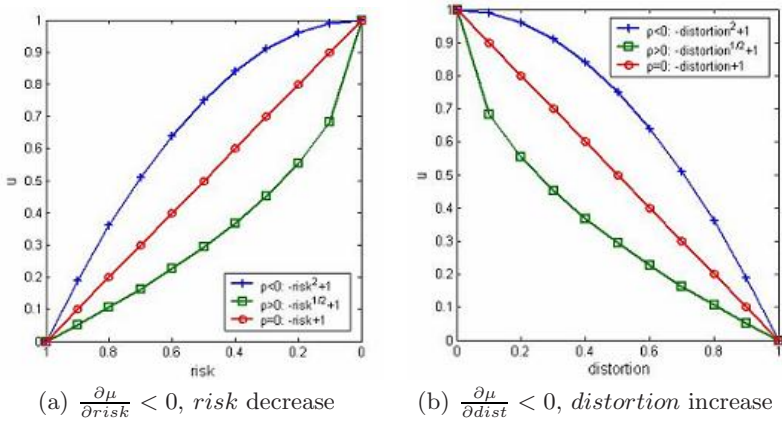 1
0.9
0.8
0.7
0.6
0.5
0.4
0.3
0.2
0.1
0
u
1 0.8 0.6 0.4 0.2 0
risk
ρ<0: -risk²+1
ρ>0: -risk^1/2+1
ρ=0: -risk+1
(a) ∂μ/∂risk < 0, risk decrease
1
0.9
0.8
0.7
0.6
0.5
0.4
0.3
0.2
0.1
0
u
0 0.2 0.4 0.6 0.8 1
distortion
ρ<0: -distortion²+1
ρ>0: -distortion^1/2+1
ρ=0: -distortion+1
(b) ∂μ/∂dist < 0, distortion increase